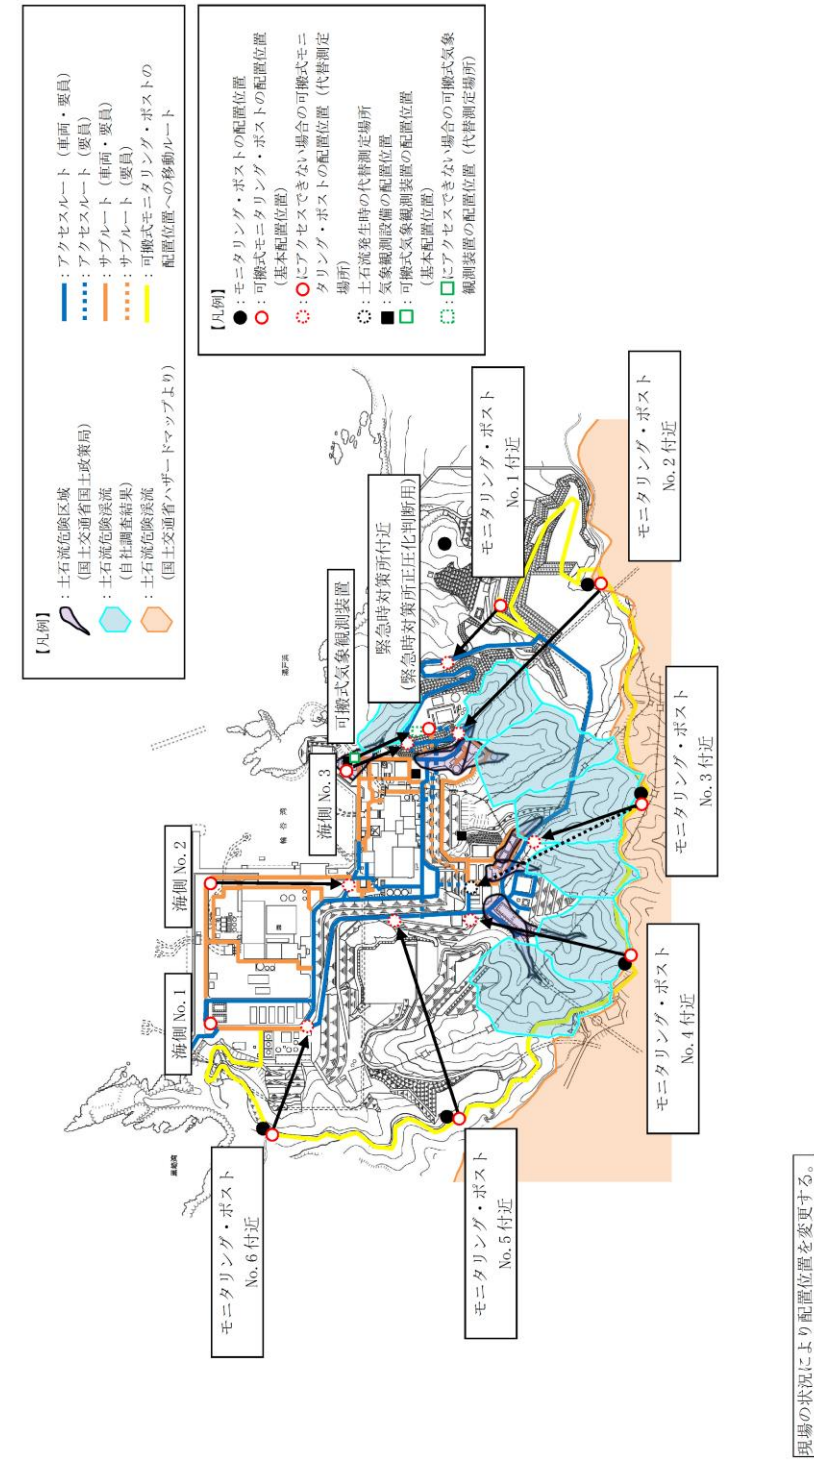 【凡例】
：土石流危険区域
（国土交通省国土政策局）
：土石流危険渓流
（自社調査結果）
：土石流危険渓流
（国土交通省ハザードマップより）
：アクセスルート（車両・要員）
：アクセスルート（要員）
：サブルート（車両・要員）
：サブルート（要員）
：可搬式モニタリング・ポストの
配置位置への移動ルート
【凡例】
：モニタリング・ポストの配置位置
：可搬式モニタリング・ポストの配置位置
（基本配置位置）
：○にアクセスできない場合の可搬式モニ
タリング・ポストの配置位置（代替測定
場所）
：土石流発生時の代替測定場所
：気象観測設備の配置位置
：可搬式気象観測装置の配置位置
（基本配置位置）
：□にアクセスできない場合の可搬式気象
観測装置の配置位置（代替測定場所）
モニタリング・ポスト
No.6付近
海側 No.1
海側 No.2
海側 No.3
可搬式気象観測装置
緊急時対策所付近
（緊急時対策所正圧化判断用）
モニタリング・ポスト
No.1付近
モニタリング・ポスト
No.2付近
モニタリング・ポスト
No.3付近
モニタリング・ポスト
No.4付近
モニタリング・ポスト
No.5付近
輪谷湾
現場の状況により配置位置を変更する。